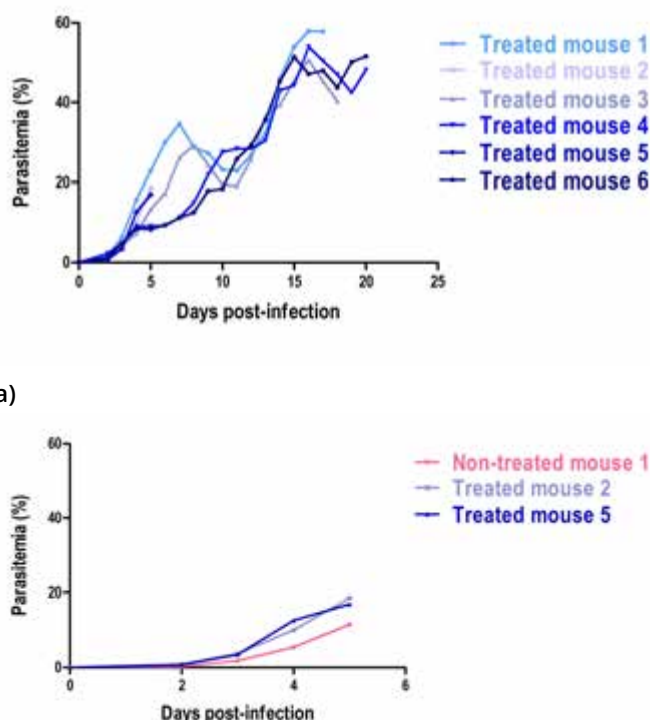 60
40
20
0
Parasitemia (%)
0 5 10 15 20 25
Days post-infection
Treated mouse 1
Treated mouse 2
Treated mouse 3
Treated mouse 4
Treated mouse 5
Treated mouse 6
a)
60
40
20
0
Parasitemia (%)
0 2 4 6
Days post-infection
Non-treated mouse 1
Treated mouse 2
Treated mouse 5